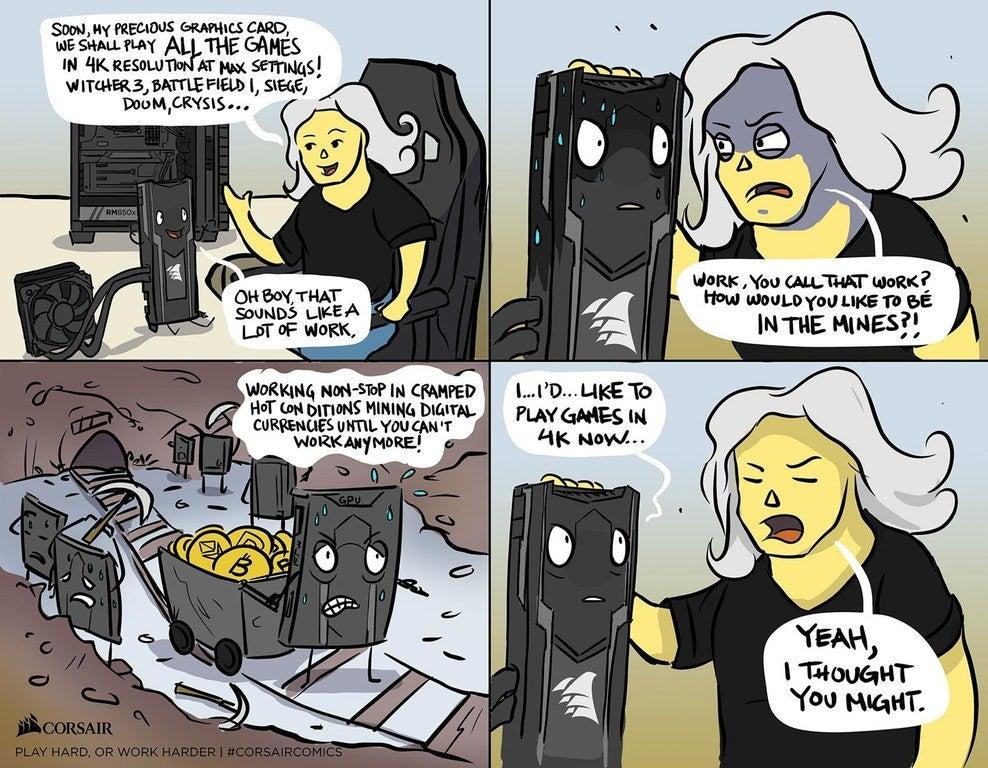 SOON, MY PRECIOUS GRAPHICS CARD,
WE SHALL PLAY ALL THE GAMES
IN 4K RESOLUTION AT MAX SETTINGS!
WITCHER 3, BATTLEFIELD 1, SIEGE,
DOOM, CRYSIS...
RM850x
OH BOY, THAT
SOUNDS LIKE A
LOT OF WORK.
WORK, YOU CALL THAT WORK?
HOW WOULD YOU LIKE TO BE
IN THE MINES?!
WORKING NON-STOP IN CRAMPED
HOT CONDITIONS MINING DIGITAL
CURRENCIES UNTIL YOU CAN'T
WORK ANYMORE!
GPU
B
CORSAIR
PLAY HARD, OR WORK HARDER | #CORSAIRCOMICS
I...I'D...LIKE TO
PLAY GAMES IN
4K NOW...
YEAH,
I THOUGHT
YOU MIGHT.